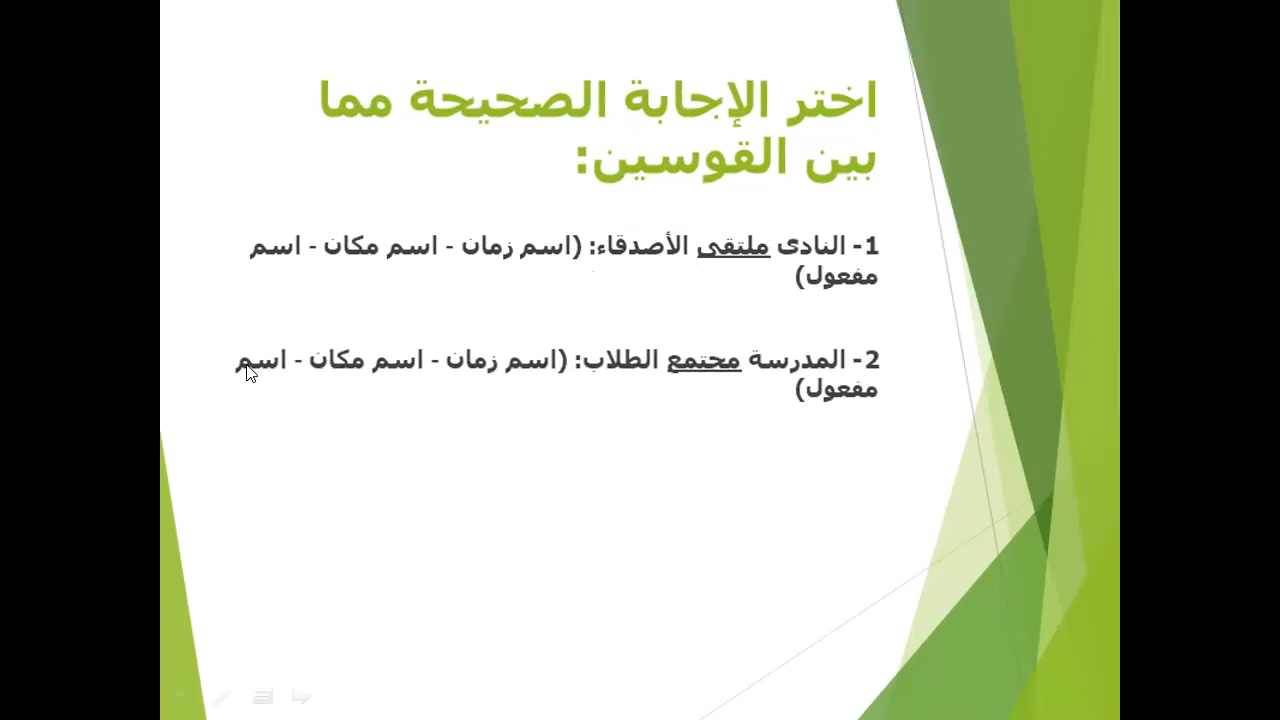 اختر الإجابة الصحيحة مما
بين القوسين:
1- النادى ملتقى الأصدقاء: (اسم زمان - اسم مكان - اسم
مفعول)
2- المدرسة مجتمع الطلاب: (اسم زمان - اسم مكان - اسم
مفعول)